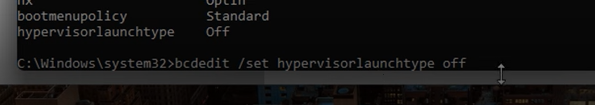 nx OptIn
bootmenupolicy Standard
hypervisorlaunchtype Off
C:\Windows\system32>bcdedit /set hypervisorlaunchtype off